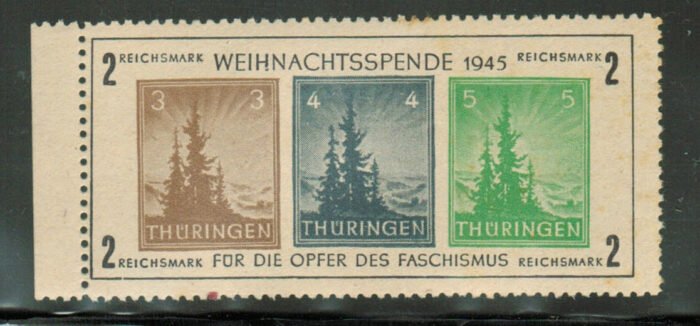 2 REICHSMARK WEIHNACHTSSPENDE 1945 REICHSMARK 2
3 3 4 4 5 5
THÜRINGEN THÜRINGEN THÜRINGEN
2 REICHSMARK FÜR DIE OPFER DES FASCHISMUS REICHSMARK 2